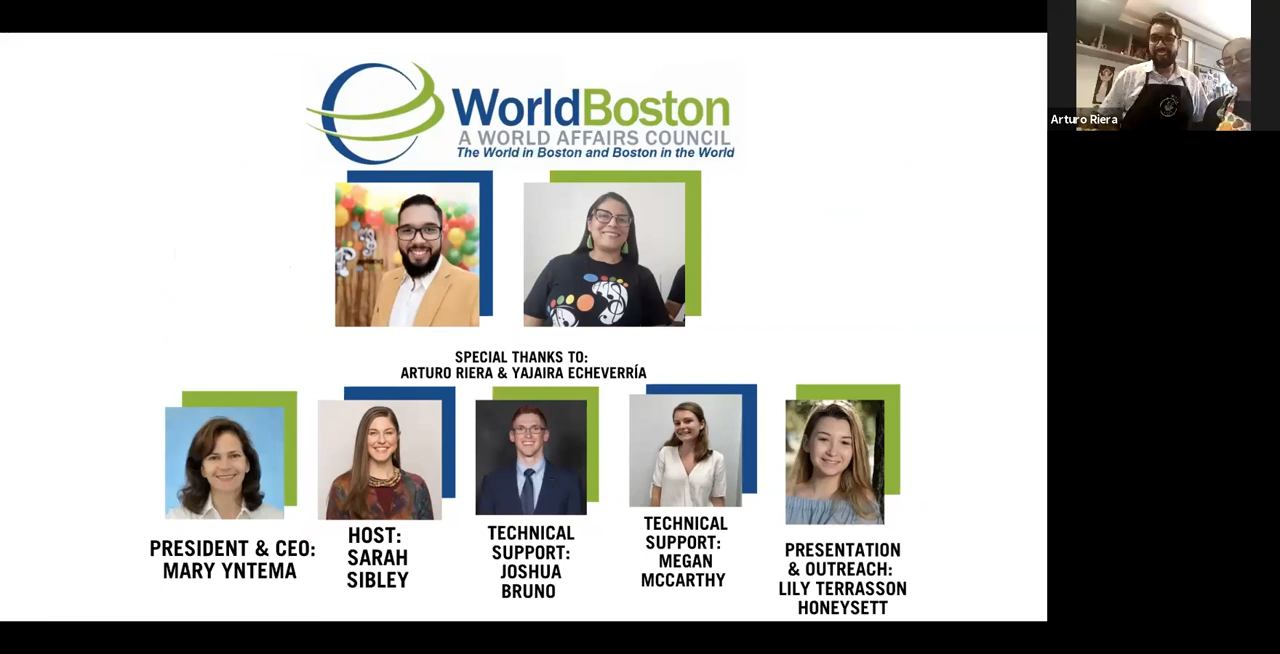 WorldBoston
A WORLD AFFAIRS COUNCIL
The World in Boston and Boston in the World
Arturo Riera
SPECIAL THANKS TO:
ARTURO RIERA & YAJAIRA ECHEVERRÍA
PRESIDENT & CEO:
MARY YNTEMA
HOST:
SARAH
SIBLEY
TECHNICAL
SUPPORT:
JOSHUA
BRUNO
TECHNICAL
SUPPORT:
MEGAN
MCCARTHY
PRESENTATION
& OUTREACH:
LILY TERRASSON
HONEYSETT